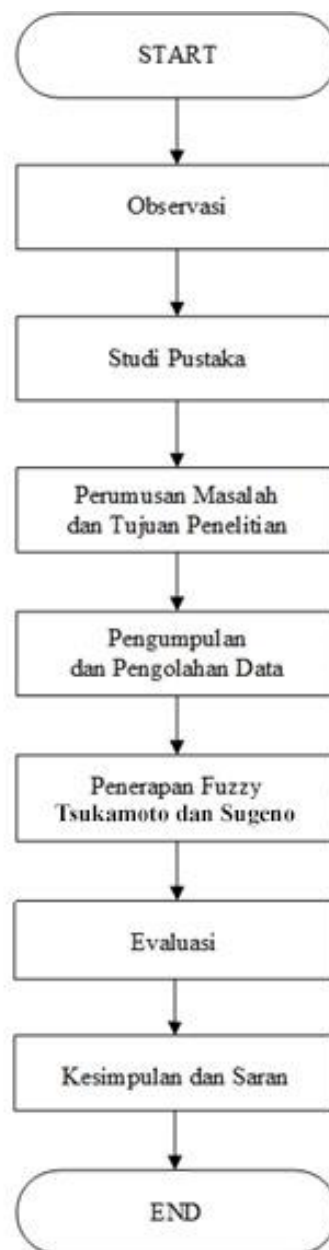 START
Observasi
Studi Pustaka
Perumusan Masalah
dan Tujuan Penelitian
Pengumpulan
dan Pengolahan Data
Penerapan Fuzzy
Tsukamoto dan Sugeno
Evaluasi
Kesimpulan dan Saran
END